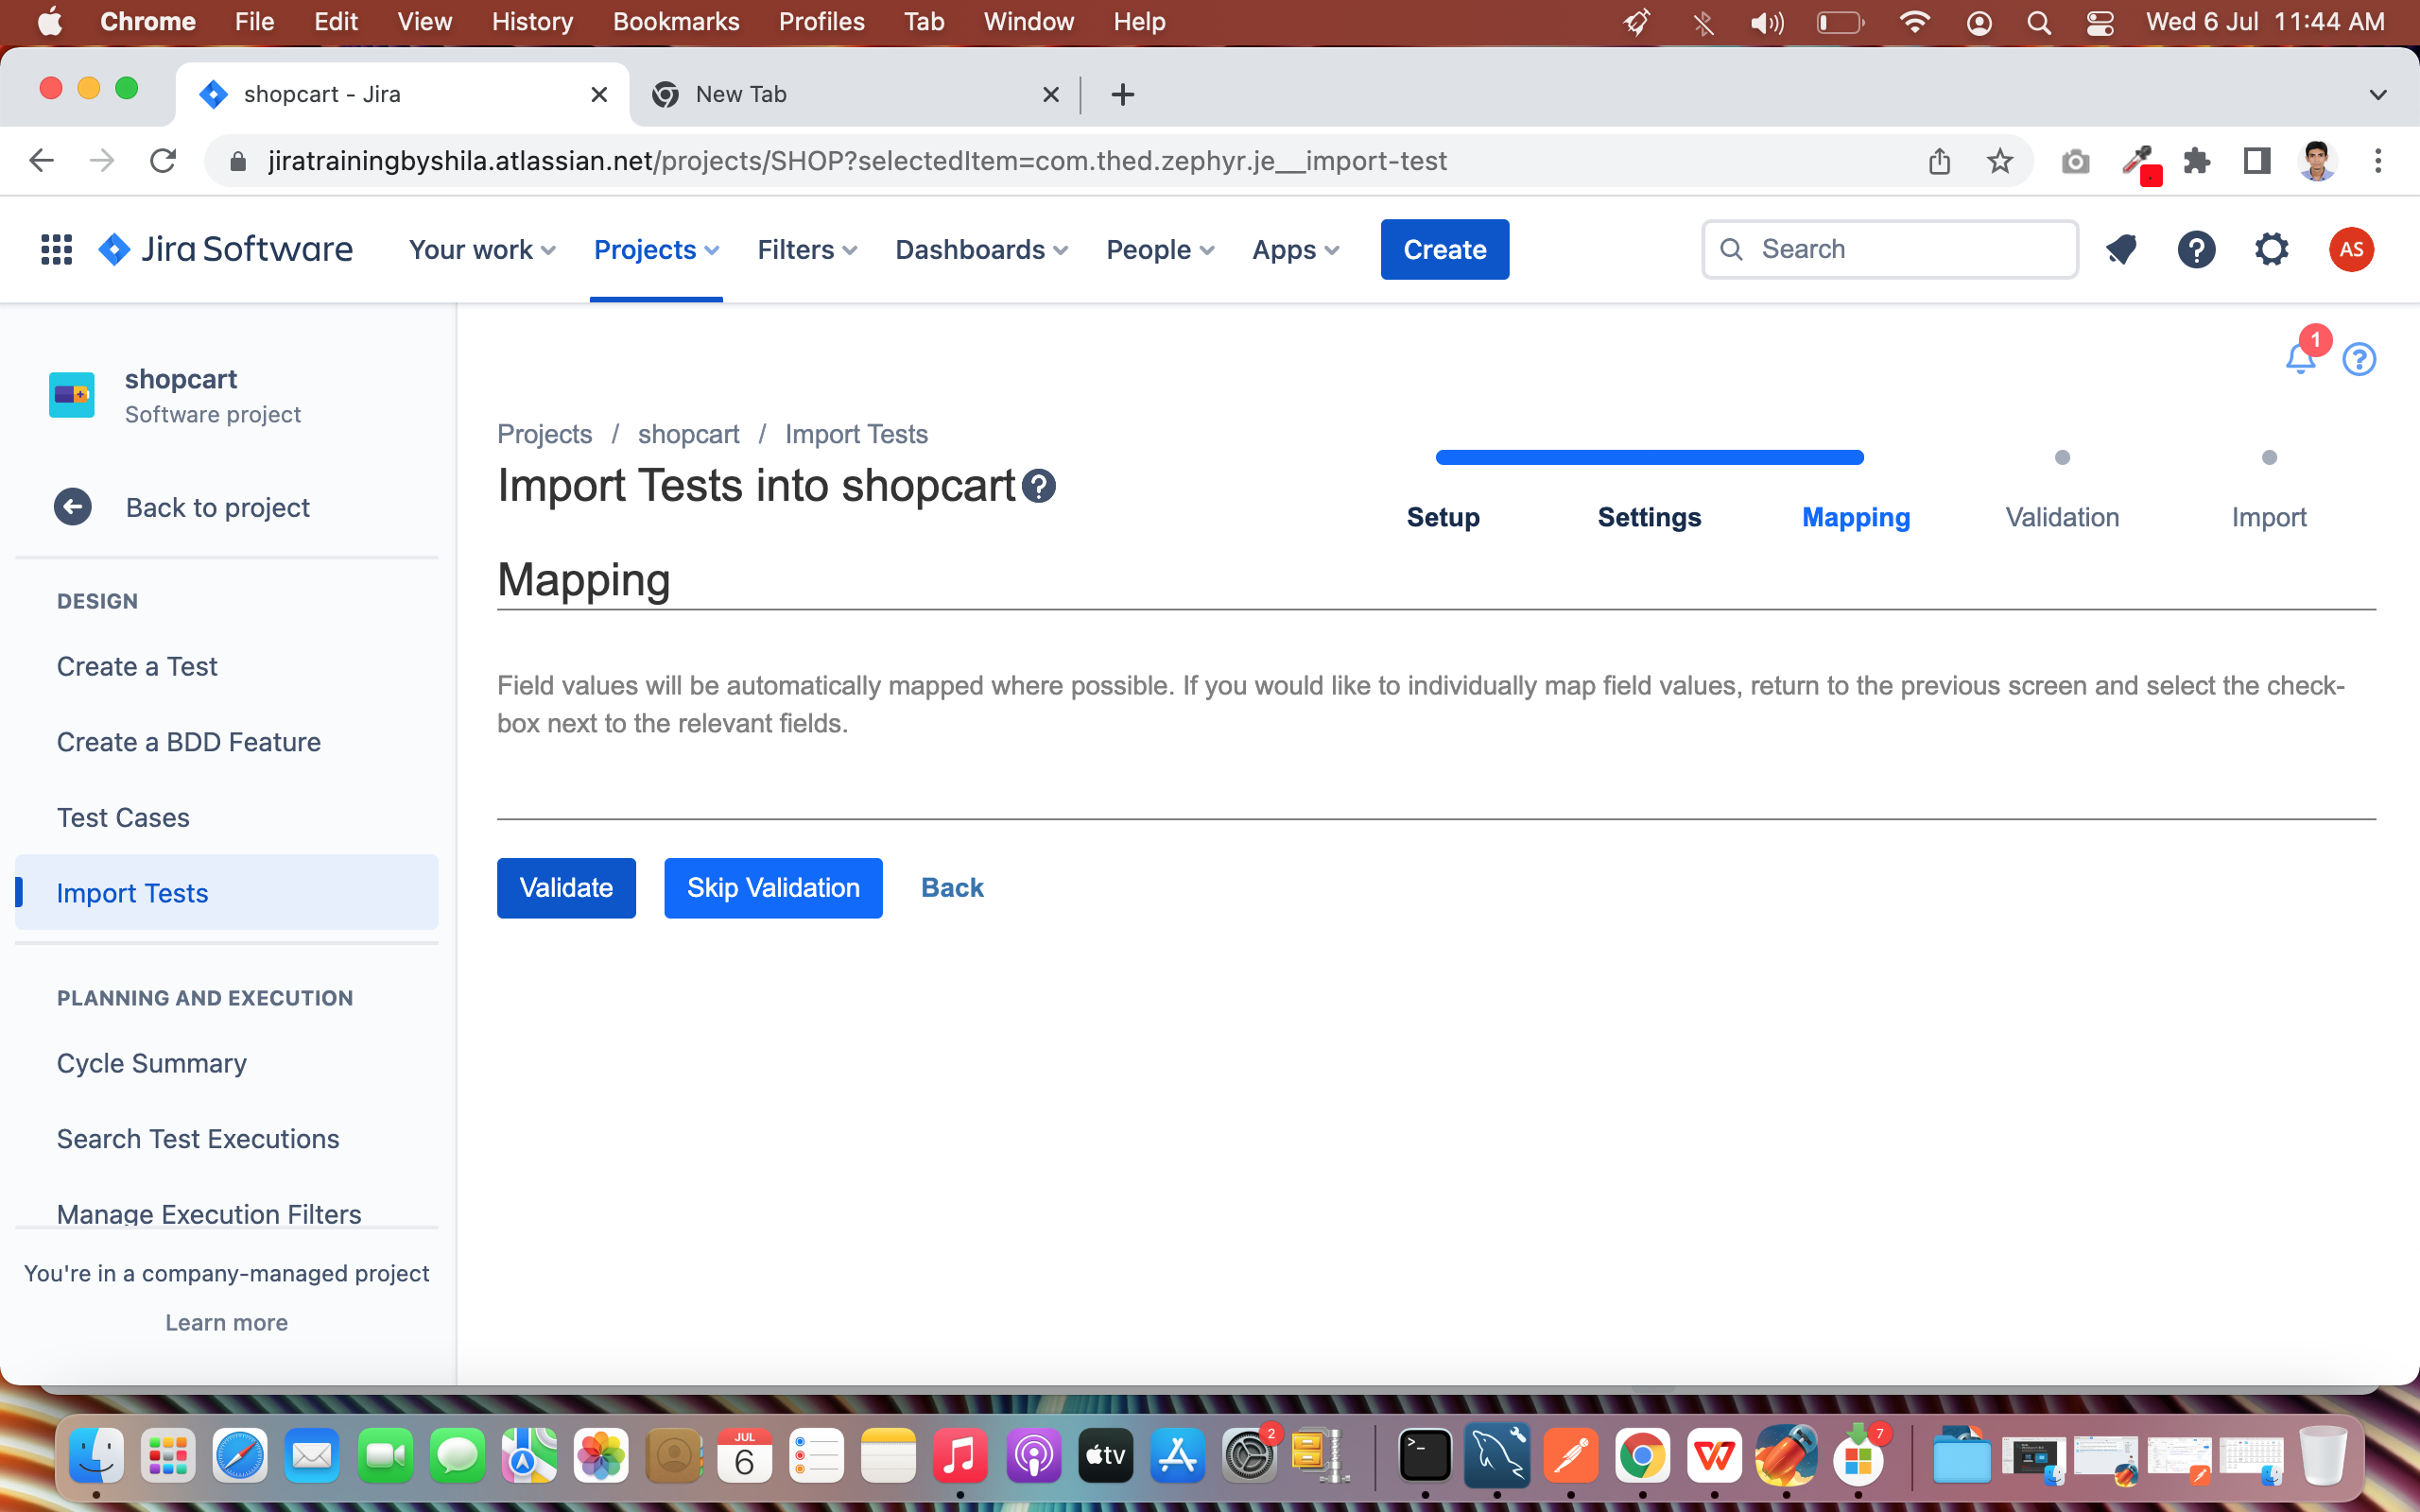 Chrome File Edit View History Bookmarks Profiles Tab Window Help Wed 6 Jul 11:44 AM
shopcart - Jira New Tab
jiratrainingbyshila.atlassian.net/projects/SHOP?selectedItem=com.thed.zephyr.je__import-test
Jira Software Your work Projects Filters Dashboards People Apps Create Search AS
1
shopcart
Software project
Back to project
DESIGN
Create a Test
Create a BDD Feature
Test Cases
Import Tests
PLANNING AND EXECUTION
Cycle Summary
Search Test Executions
Manage Execution Filters
You're in a company-managed project
Learn more
Projects / shopcart / Import Tests
Import Tests into shopcart
Setup Settings Mapping Validation Import
Mapping
Field values will be automatically mapped where possible. If you would like to individually map field values, return to the previous screen and select the check-
box next to the relevant fields.
Validate Skip Validation Back
JUL
6
tv
2
7